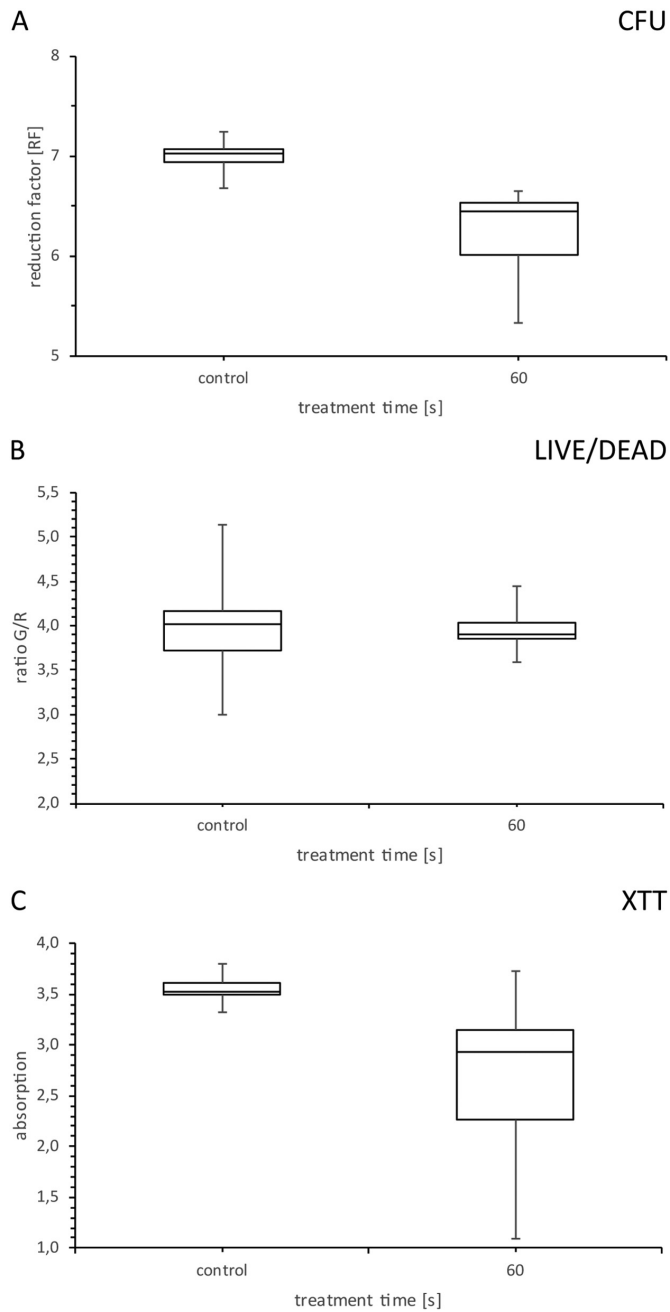 A
CFU
reduction factor [RF]
8
7
6
5
control
60
treatment time [s]
B
LIVE/DEAD
ratio G/R
5,5
5,0
4,5
4,0
3,5
3,0
2,5
2,0
control
60
treatment time [s]
C
XTT
absorption
4,0
3,5
3,0
2,5
2,0
1,5
1,0
control
60
treatment time [s]